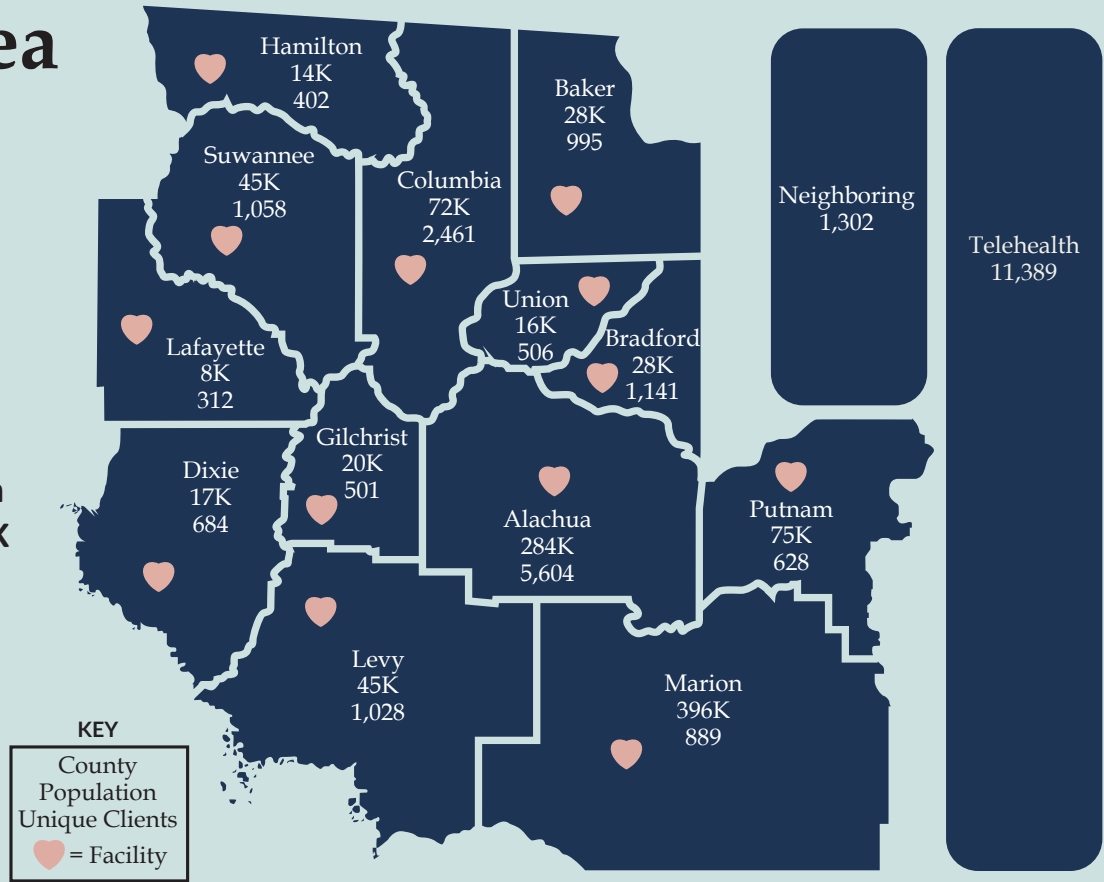 ea
Hamilton
14K
402
Baker
28K
995
Suwannee
45K
1,058
Columbia
72K
2,461
Neighboring
1,302
Telehealth
11,389
Union
16K
506
Bradford
28K
1,141
Lafayette
8K
312
Gilchrist
20K
501
Dixie
17K
684
Alachua
284K
5,604
Putnam
75K
628
Levy
45K
1,028
Marion
396K
889
KEY
County
Population
Unique Clients
= Facility